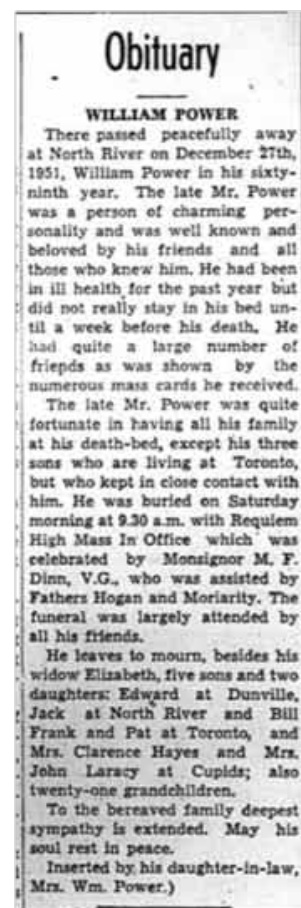 Obituary
WILLIAM POWER
There passed peacefully away
at North River on December 27th,
1951, William Power in his sixty-
ninth year. The late Mr. Power
was a person of charming per-
sonality and was well known and
beloved by his friends and all
those who knew him. He had been
in ill health for the past year but
did not really stay in his bed un-
til a week before his death. He
had quite a large number of
friepds as was shown by the
numerous mass cards he received.
The late Mr. Power was quite
fortunate in having all his family
at his death-bed, except his three
sons who are living at Toronto,
but who kept in close contact with
him. He was buried on Saturday
morning at 9.30 a.m. with Requiem
High Mass In Office which was
celebrated by Monsignor M. F.
Dinn, V.G., who was assisted by
Fathers Hogan and Moriarity. The
funeral was largely attended by
all his friends.
He leaves to mourn, besides his
widow Elizabeth, five sons and two
daughters: Edward at Dunville,
Jack at North River and Bill
Frank and Pat at Toronto, and
Mrs. Clarence Hayes and Mrs.
John Laracy at Cupids; also
twenty-one grandchildren.
To the bereaved family deepest
sympathy is extended. May his
soul rest in peace.
Inserted by his daughter-in-law,
Mrs. Wm. Power.)